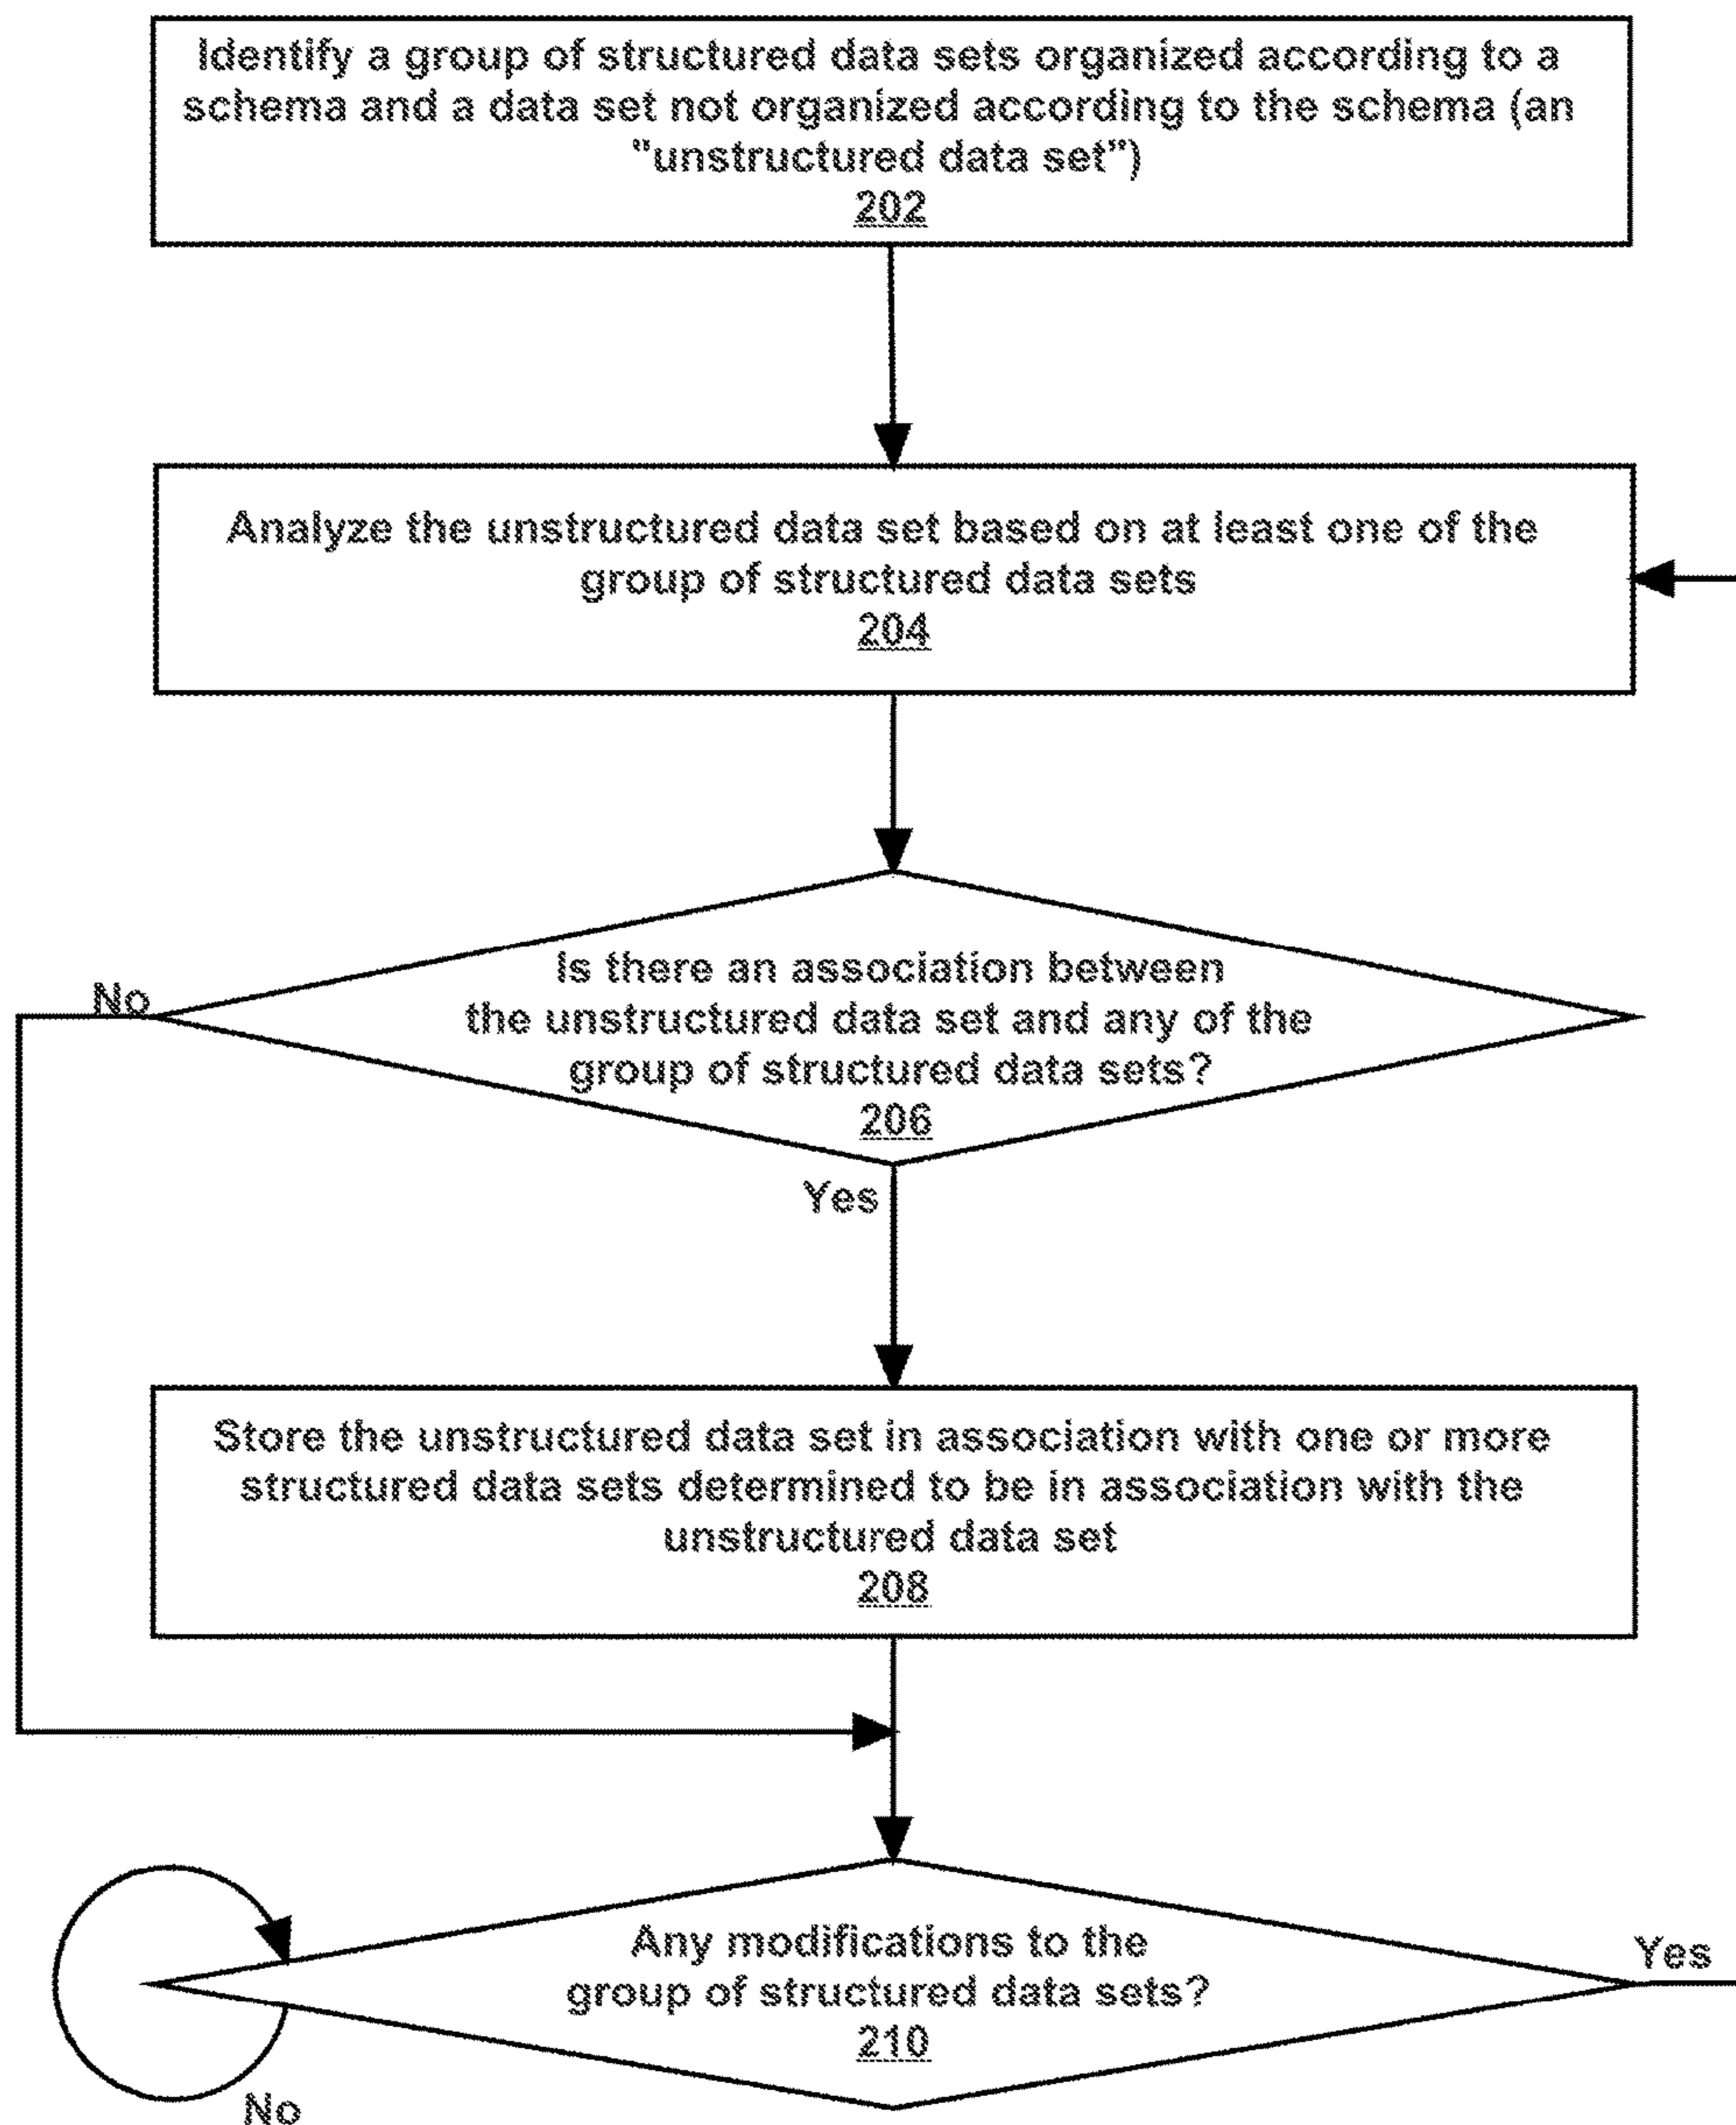 Identify a group of structured data sets organized according to a
schema and a data set not organized according to the schema (an
"unstructured data set")
202
Analyze the unstructured data set based on at least one of the
group of structured data sets
204
Is there an association between
the unstructured data set and any of the
group of structured data sets?
206
No
Yes
Store the unstructured data set in association with one or more
structured data sets determined to be in association with the
unstructured data set
208
Any modifications to the
group of structured data sets?
210
Yes
No